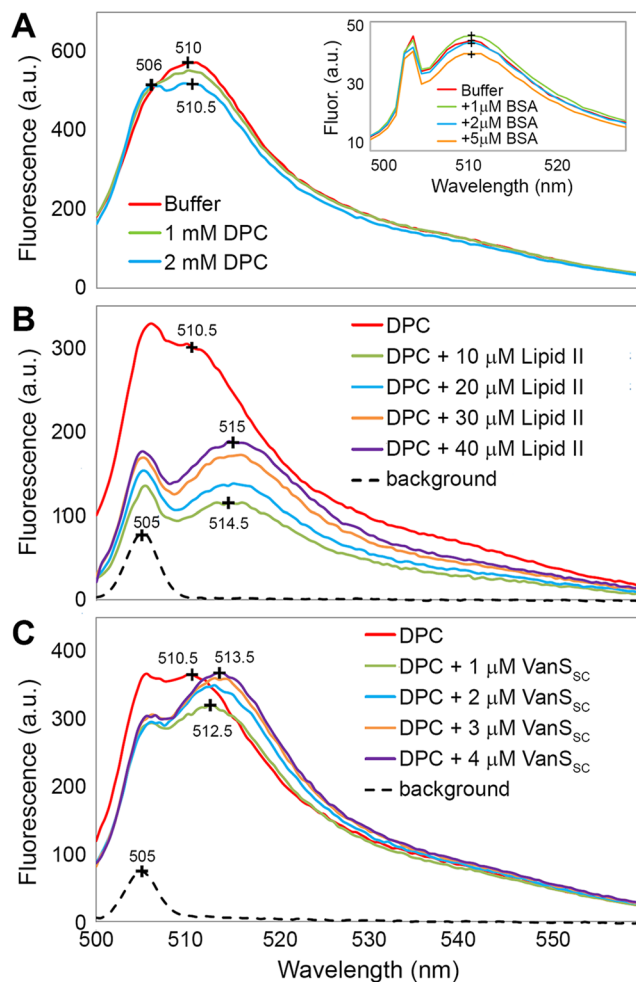 A
Fluorescence (a.u.)
600
400
200
0
506
510
510.5
Buffer
1 mM DPC
2 mM DPC
Fluor. (a.u.)
50
30
10
Buffer
+1μM BSA
+2μM BSA
+5μM BSA
500
510
520
Wavelength (nm)
B
Fluorescence (a.u.)
300
200
100
0
510.5
515
514.5
505
DPC
DPC + 10 μM Lipid II
DPC + 20 μM Lipid II
DPC + 30 μM Lipid II
DPC + 40 μM Lipid II
background
C
Fluorescence (a.u.)
400
300
200
100
0
510.5
513.5
512.5
505
DPC
DPC + 1 μM VanSSC
DPC + 2 μM VanSSC
DPC + 3 μM VanSSC
DPC + 4 μM VanSSC
background
500
510
520
530
540
550
Wavelength (nm)